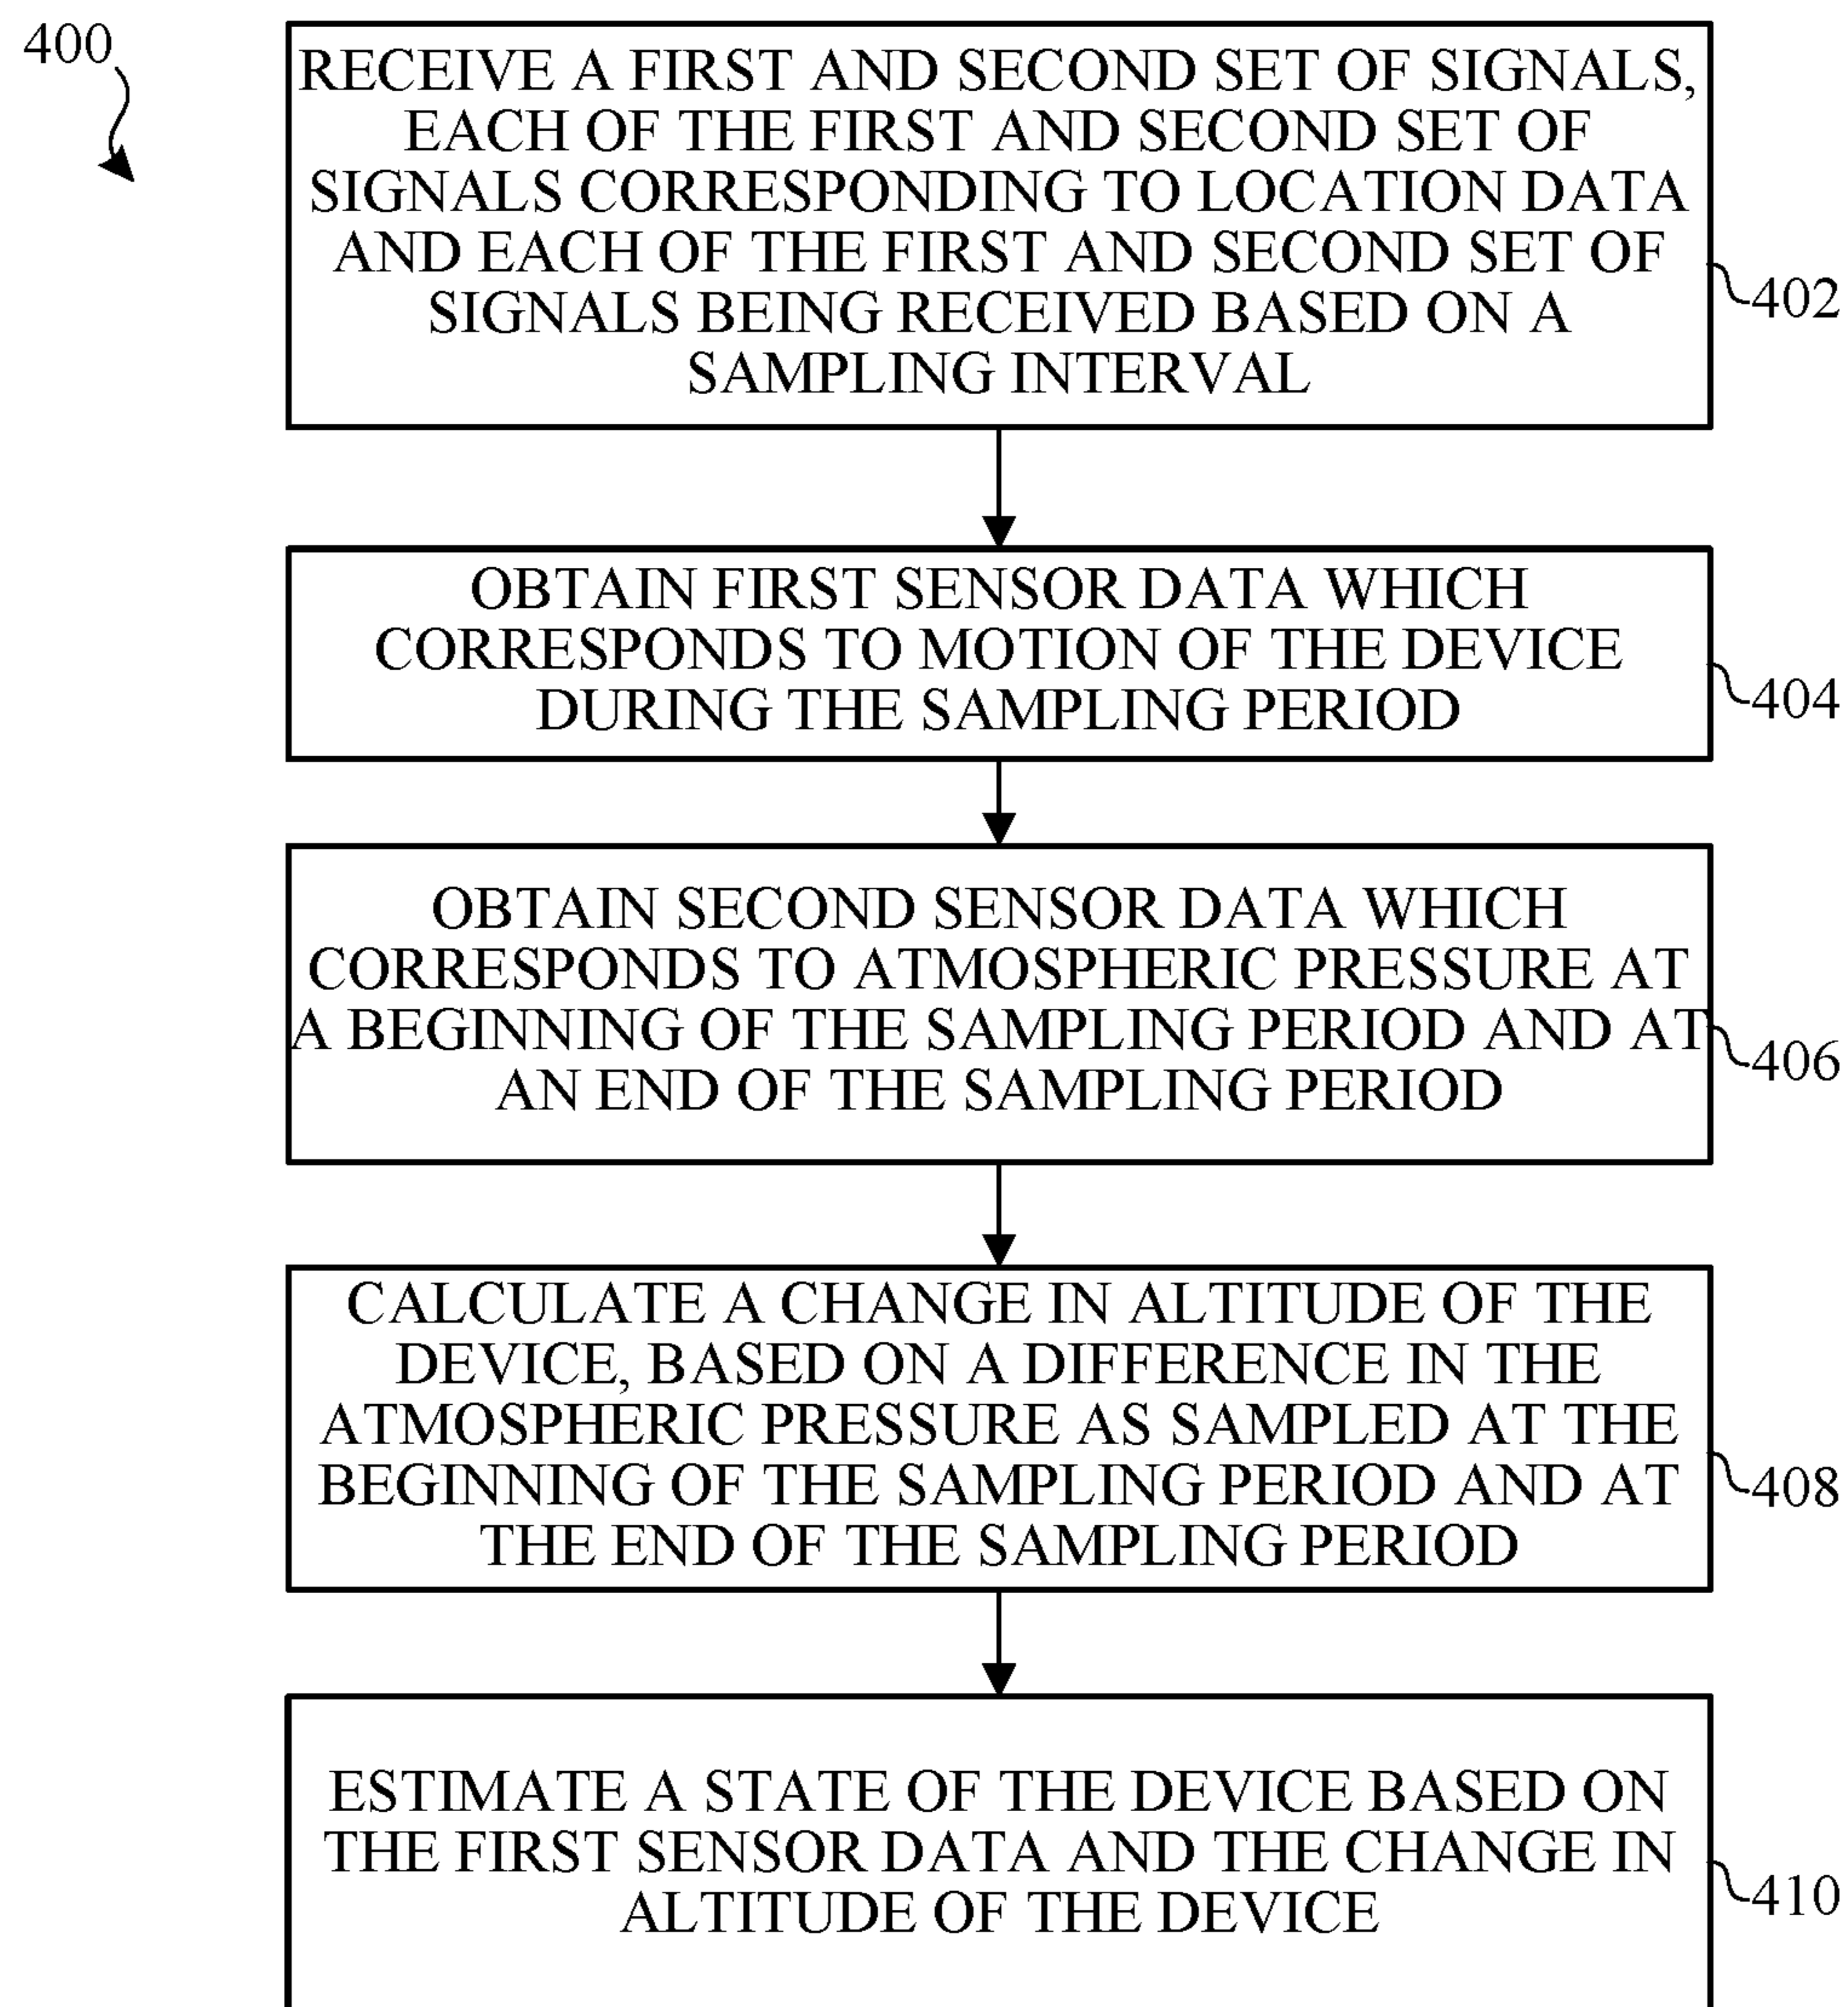 400
RECEIVE A FIRST AND SECOND SET OF SIGNALS,
EACH OF THE FIRST AND SECOND SET OF
SIGNALS CORRESPONDING TO LOCATION DATA
AND EACH OF THE FIRST AND SECOND SET OF
SIGNALS BEING RECEIVED BASED ON A
SAMPLING INTERVAL
402
OBTAIN FIRST SENSOR DATA WHICH
CORRESPONDS TO MOTION OF THE DEVICE
DURING THE SAMPLING PERIOD
404
OBTAIN SECOND SENSOR DATA WHICH
CORRESPONDS TO ATMOSPHERIC PRESSURE AT
A BEGINNING OF THE SAMPLING PERIOD AND AT
AN END OF THE SAMPLING PERIOD
406
CALCULATE A CHANGE IN ALTITUDE OF THE
DEVICE, BASED ON A DIFFERENCE IN THE
ATMOSPHERIC PRESSURE AS SAMPLED AT THE
BEGINNING OF THE SAMPLING PERIOD AND AT
THE END OF THE SAMPLING PERIOD
408
ESTIMATE A STATE OF THE DEVICE BASED ON
THE FIRST SENSOR DATA AND THE CHANGE IN
ALTITUDE OF THE DEVICE
410